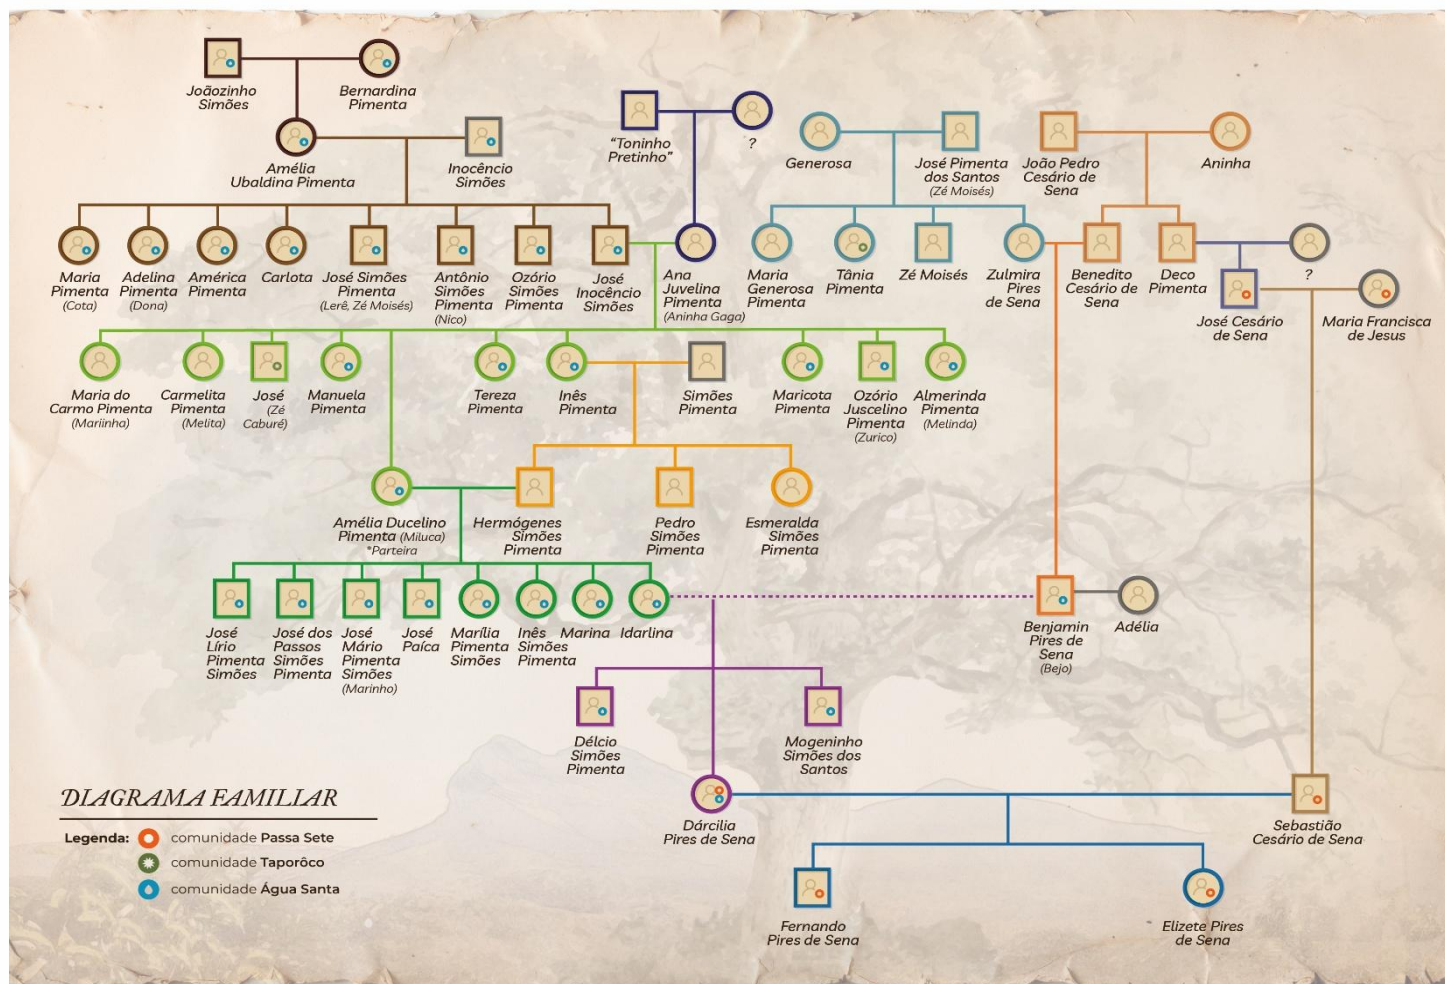 Joãozinho
Simões
Bernardina
Pimenta
Amélia
Ubaldina Pimenta
Inocêncio
Simões
“Toninho
Pretinho”
?
Generosa
José Pimenta
dos Santos
(Zé Moisés)
João Pedro
Cesário de
Sena
Aninha
Maria
Pimenta
(Cota)
Adelina
Pimenta
(Dona)
América
Pimenta
Carlota
José Simões
Pimenta
(Lerê, Zé Moisés)
Antônio
Simões
Pimenta
(Nico)
Ozório
Simões
Pimenta
José
Inocêncio
Simões
Ana
Juvelina
Pimenta
(Aninha Gaga)
Maria
Generosa
Pimenta
Tânia
Pimenta
Zé Moisés
Zulmira
Pires
de Sena
Benedito
Cesário de
Sena
Deco
Pimenta
?
José Cesário
de Sena
Maria Francisca
de Jesus
Maria do
Carmo Pimenta
(Mariinha)
Carmelita
Pimenta
(Melita)
José
(Zé
Caburé)
Manuela
Pimenta
Tereza
Pimenta
Inês
Pimenta
Simões
Pimenta
Maricota
Pimenta
Ozório
Juscelino
Pimenta
(Zurico)
Almerinda
Pimenta
(Melinda)
Amélia Ducelino
Pimenta (Miluca)
*Parteira
Hermógenes
Simões
Pimenta
Pedro
Simões
Pimenta
Esmeralda
Simões
Pimenta
José
Lírio
Pimenta
Simões
José dos
Passos
Simões
Pimenta
José
Mário
Pimenta
Simões
(Marinho)
José
Paíca
Marília
Pimenta
Simões
Inês
Simões
Pimenta
Marina
Idarlina
Benjamin
Pires de
Sena
(Bejo)
Adélia
Délcio
Simões
Pimenta
Mogeninho
Simões dos
Santos
Dárcilia
Pires de Sena
Sebastião
Cesário de Sena
Fernando
Pires de Sena
Elizete Pires
de Sena
DIAGRAMA FAMILIAR
Legenda:
comunidade Passa Sete
comunidade Taporôco
comunidade Água Santa